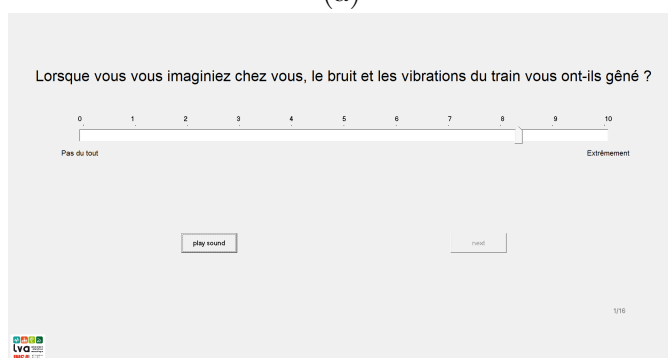 Lorsque vous vous imaginiez chez vous, le bruit et les vibrations du train vous ont-ils gêné ?
0 1 2 3 4 5 6 7 8 9 10
Pas du tout Extrêmement
play sound next
1/16
lva